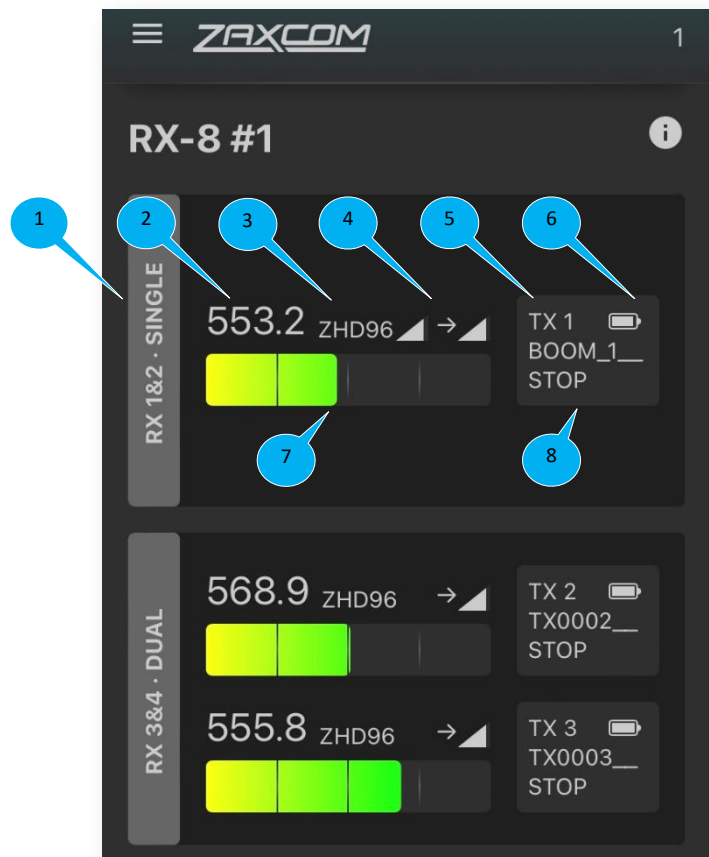 ZAXCOM 1
RX-8 #1
1 2 3 4 5 6
RX 1&2 · SINGLE
553.2 ZHD96
TX 1
BOOM_1__
STOP
7 8
RX 3&4 · DUAL
568.9 ZHD96
TX 2
TX0002__
STOP
555.8 ZHD96
TX 3
TX0003__
STOP